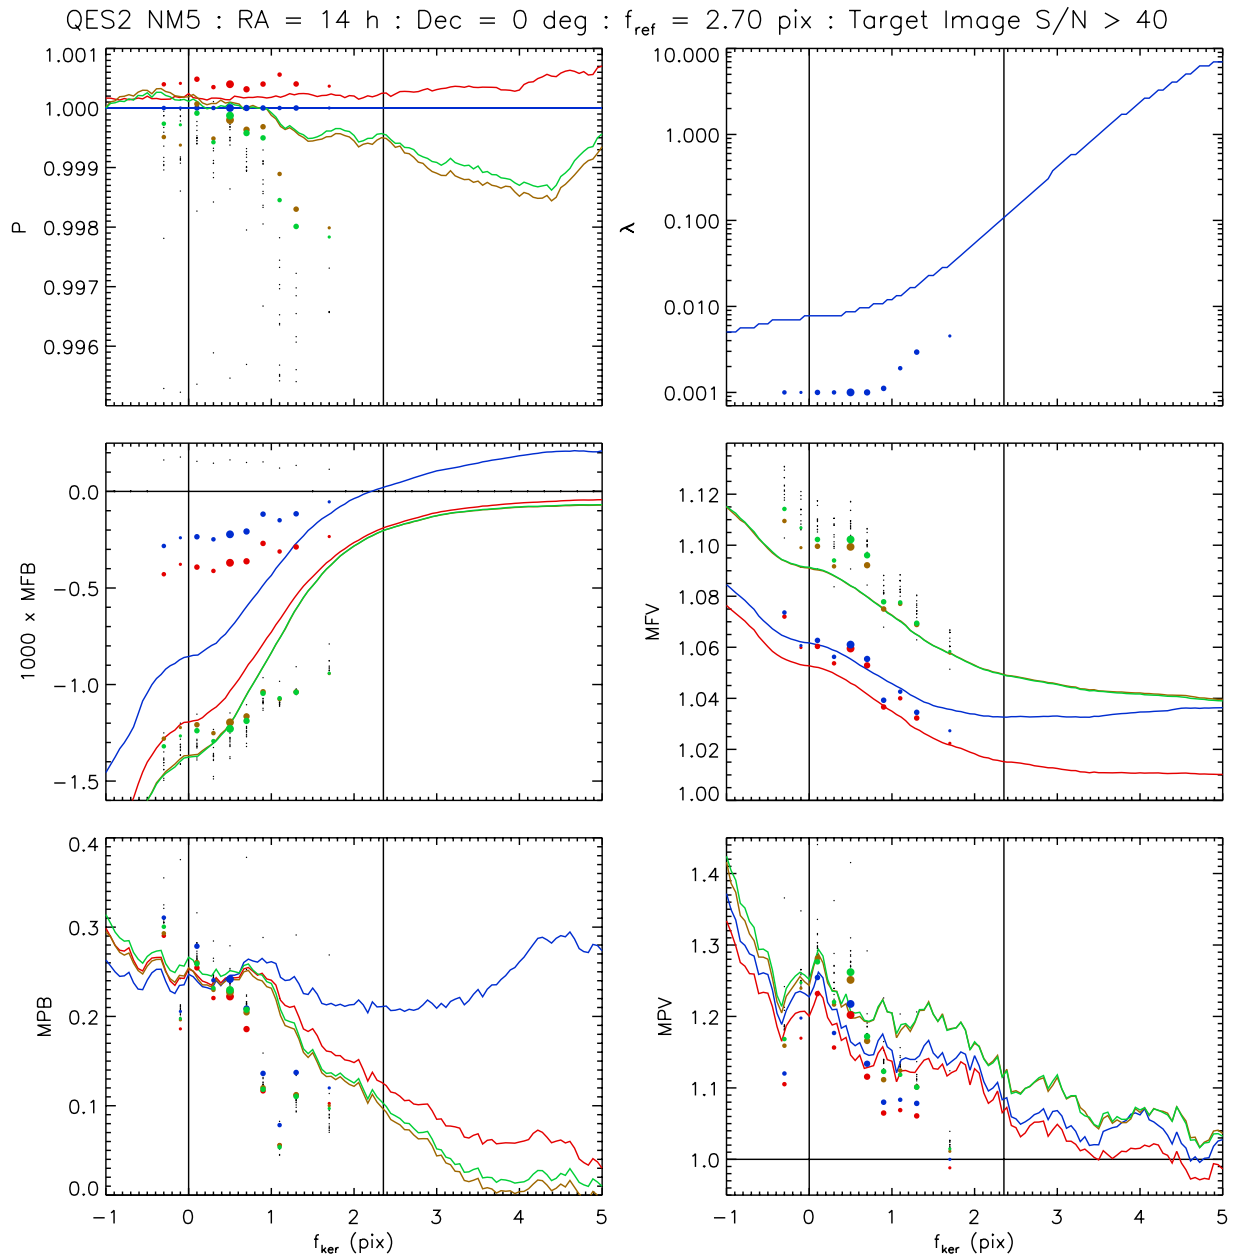 QES2 NM5 : RA = 14 h : Dec = 0 deg : f_ref = 2.70 pix : Target Image S/N > 40
1.001
1.000
0.999
0.998
0.997
0.996
P
10.000
1.000
0.100
0.010
0.001
λ
0.0
−0.5
−1.0
−1.5
1000 x MFB
1.12
1.10
1.08
1.06
1.04
1.02
1.00
MFV
0.4
0.3
0.2
0.1
0.0
MPB
−1 0 1 2 3 4 5
f_ker (pix)
1.4
1.3
1.2
1.1
1.0
MPV
−1 0 1 2 3 4 5
f_ker (pix)